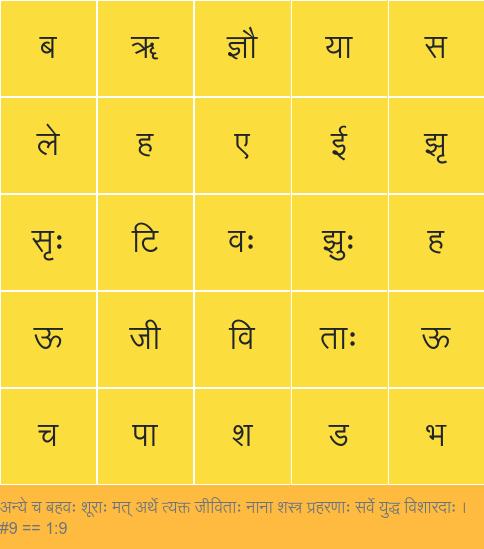 ब ॠ ज्ञौ या स
ले ह ए ई झृ
सृः टि वः झुः ह
ऊ जी वि ताः ऊ
च पा श ड भ
अन्ये च बहवः शूराः मत् अर्थे त्यक्त जीविताः नाना शस्त्र प्रहरणाः सर्वे युद्ध विशारदाः ।
#9 == 1:9